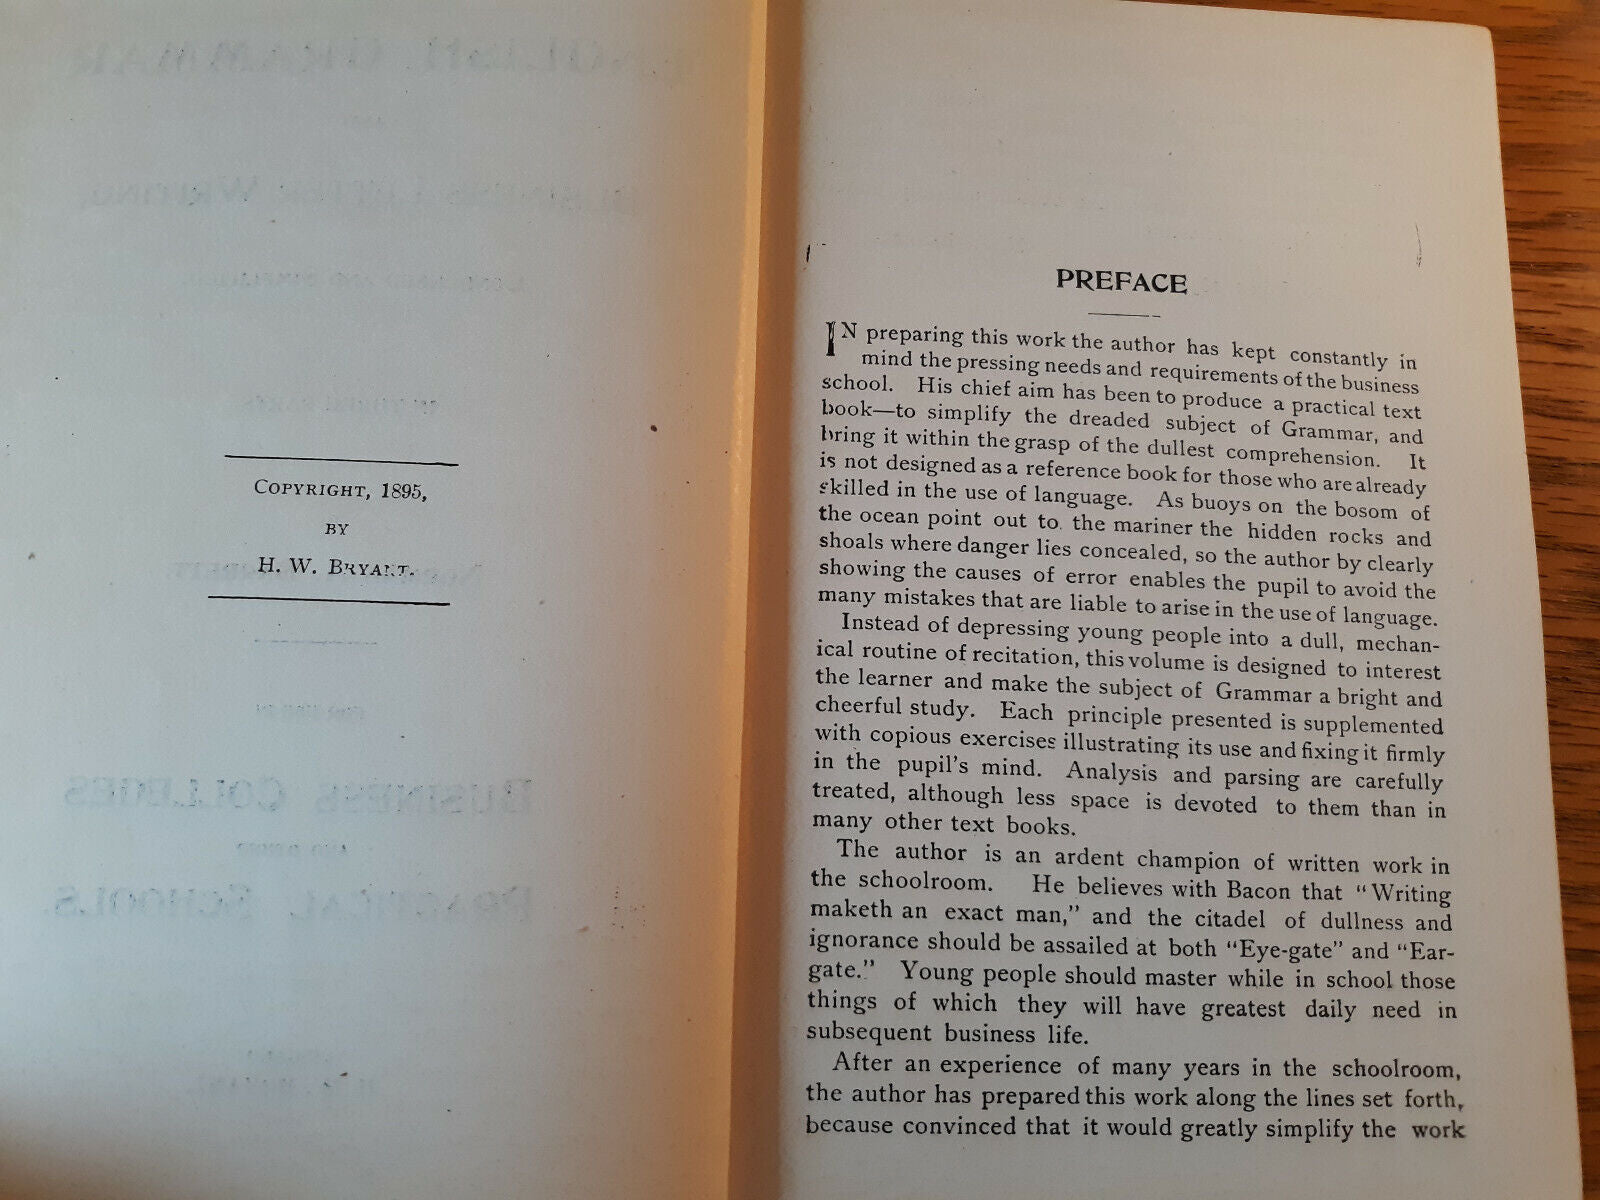 COPYRIGHT, 1895,
BY
H. W. BRYANT.
PREFACE
IN preparing this work the author has kept constantly in
mind the pressing needs and requirements of the business
school. His chief aim has been to produce a practical text
book—to simplify the dreaded subject of Grammar, and
bring it within the grasp of the dullest comprehension. It
is not designed as a reference book for those who are already
skilled in the use of language. As buoys on the bosom of
the ocean point out to the mariner the hidden rocks and
shoals where danger lies concealed, so the author by clearly
showing the causes of error enables the pupil to avoid the
many mistakes that are liable to arise in the use of language.
Instead of depressing young people into a dull, mechan-
ical routine of recitation, this volume is designed to interest
the learner and make the subject of Grammar a bright and
cheerful study. Each principle presented is supplemented
with copious exercises illustrating its use and fixing it firmly
in the pupil's mind. Analysis and parsing are carefully
treated, although less space is devoted to them than in
many other text books.
The author is an ardent champion of written work in
the schoolroom. He believes with Bacon that "Writing
maketh an exact man," and the citadel of dullness and
ignorance should be assailed at both "Eye-gate" and "Ear-
gate." Young people should master while in school those
things of which they will have greatest daily need in
subsequent business life.
After an experience of many years in the schoolroom,
the author has prepared this work along the lines set forth,
because convinced that it would greatly simplify the work